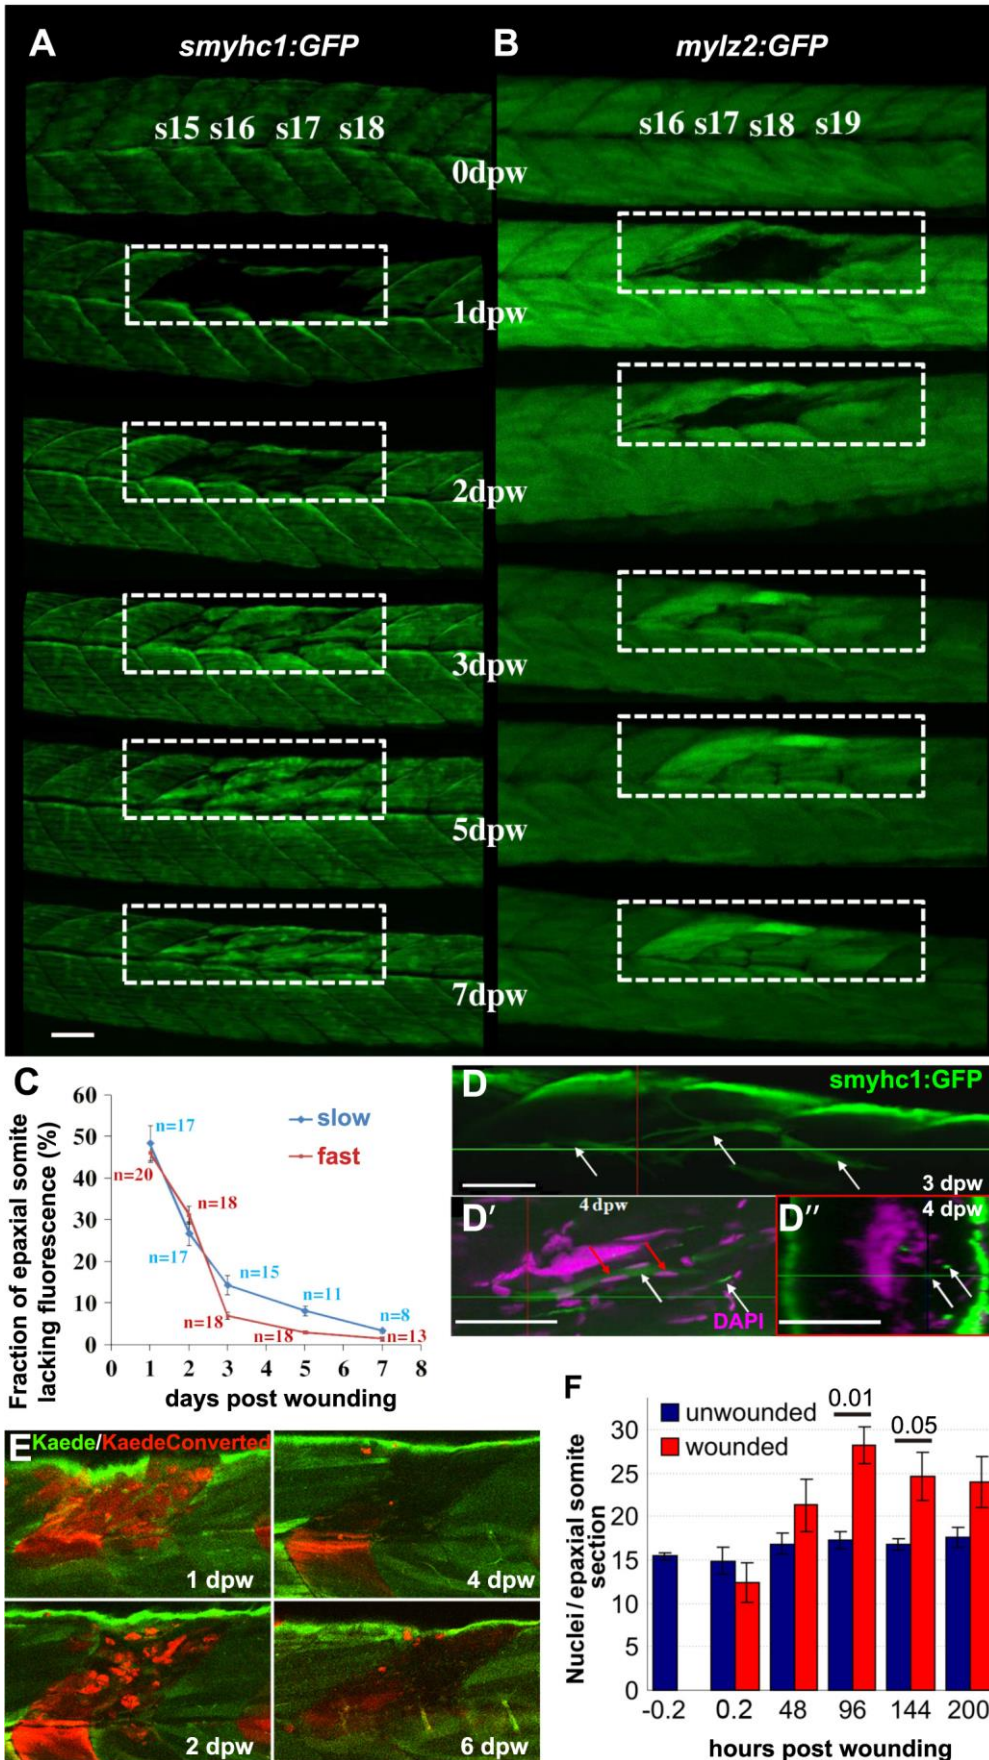 A smyhc1:GFP
B mylz2:GFP
s15 s16 s17 s18
s16 s17 s18 s19
0dpw
1dpw
2dpw
3dpw
5dpw
7dpw
C
Fraction of epaxial somite
lacking fluorescence (%)
60
50
40
30
20
10
0
0 1 2 3 4 5 6 7 8
days post wounding
slow
fast
n=17
n=20
n=18
n=17
n=15
n=18
n=11
n=18
n=8
n=13
D smyhc1:GFP
3 dpw
D' 4 dpw
DAPI
D'' 4 dpw
E Kaede/KaedeConverted
1 dpw
4 dpw
2 dpw
6 dpw
F
unwounded
wounded
0.01
0.05
Nuclei / epaxial somite
section
30
25
20
15
10
5
0
-0.2 0.2 48 96 144 200
hours post wounding